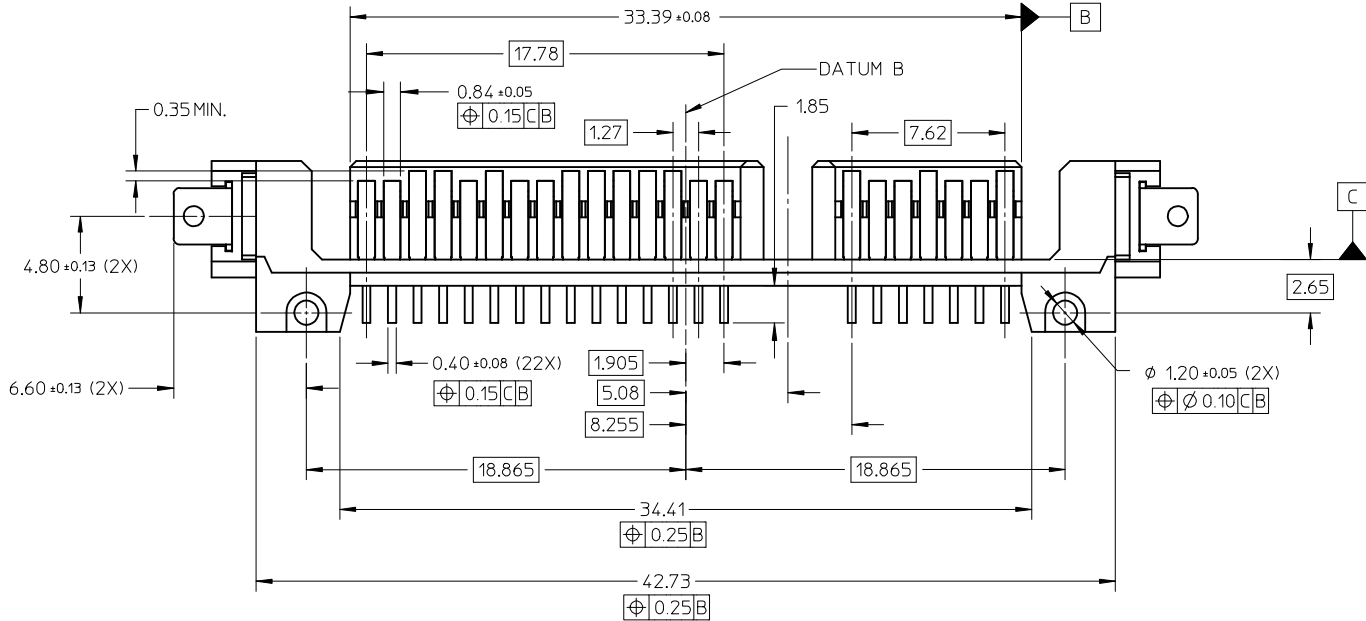 33.39 ±0.08
B
17.78
DATUM B
0.84 ±0.05
0.35 MIN.
1.85
⌖ 0.15 C B
1.27
7.62
C
4.80 ±0.13 (2X)
2.65
0.40 ±0.08 (22X)
1.905
6.60 ±0.13 (2X)
⌖ 0.15 C B
5.08
ø 1.20 ±0.05 (2X)
⌖ Ø 0.10 C B
8.255
18.865
18.865
34.41
⌖ 0.25 B
42.73
⌖ 0.25 B